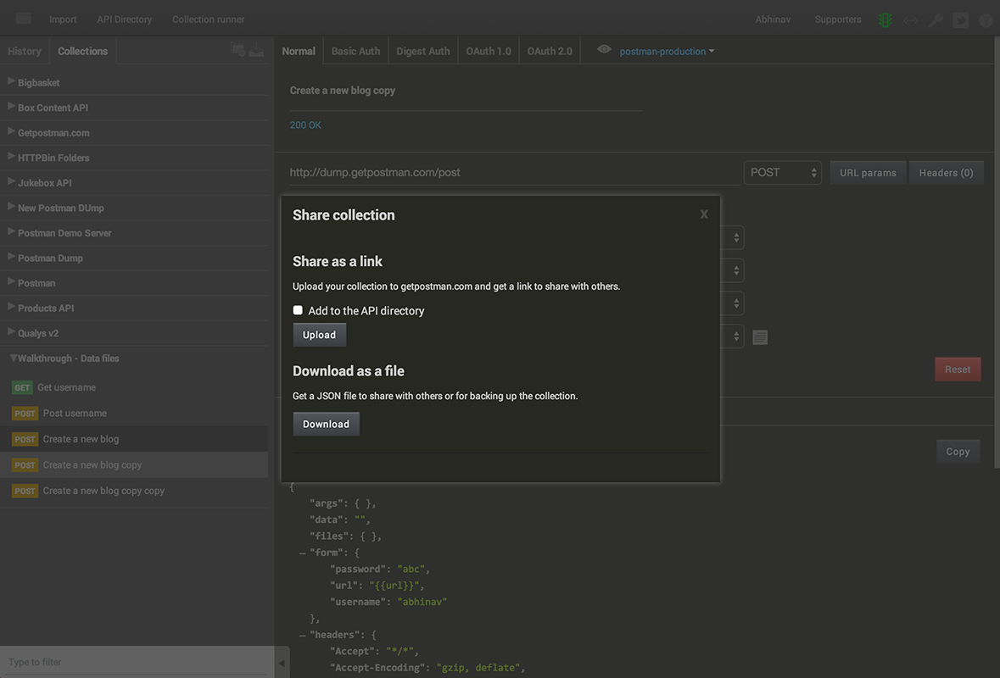 Import API Directory Collection runner Abhinav Supporters
History Collections
Normal Basic Auth Digest Auth OAuth 1.0 OAuth 2.0 postman-production
Bigbasket
Box Content API
Getpostman.com
HTTPBin Folders
Jukebox API
New Postman DUmp
Postman Demo Server
Postman Dump
Postman
Products API
Qualys v2
Walkthrough - Data files
GET Get username
POST Post username
POST Create a new blog
POST Create a new blog copy
POST Create a new blog copy copy
Type to filter
Create a new blog copy
200 OK
http://dump.getpostman.com/post POST URL params Headers (0)
Share collection X
Share as a link
Upload your collection to getpostman.com and get a link to share with others.
Add to the API directory
Upload
Download as a file
Get a JSON file to share with others or for backing up the collection.
Download
Reset
Copy
{
"args": { },
"data": "",
"files": { },
– "form": {
"password": "abc",
"url": "{{url}}",
"username": "abhinav"
},
– "headers": {
"Accept": "*/*",
"Accept-Encoding": "gzip, deflate",